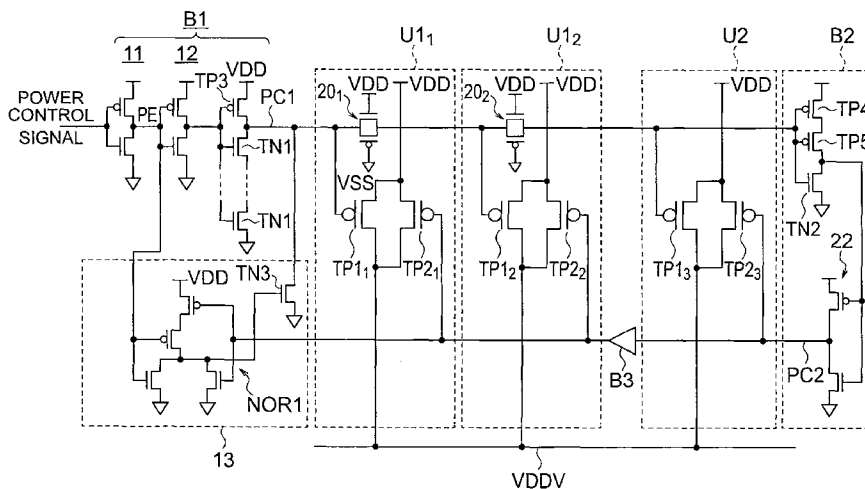 B1
U1₁
U1₂
U2
B2
11
12
TP3
VDD
PC1
POWER CONTROL SIGNAL
PE
TN1
TN1
20₁
VDD
VDD
VSS
TP1₁
TP2₁
20₂
VDD
VDD
TP1₂
TP2₂
VDD
TP1₃
TP2₃
TP4
TP5
TN2
22
VDD
TN3
NOR1
13
B3
PC2
VDDV